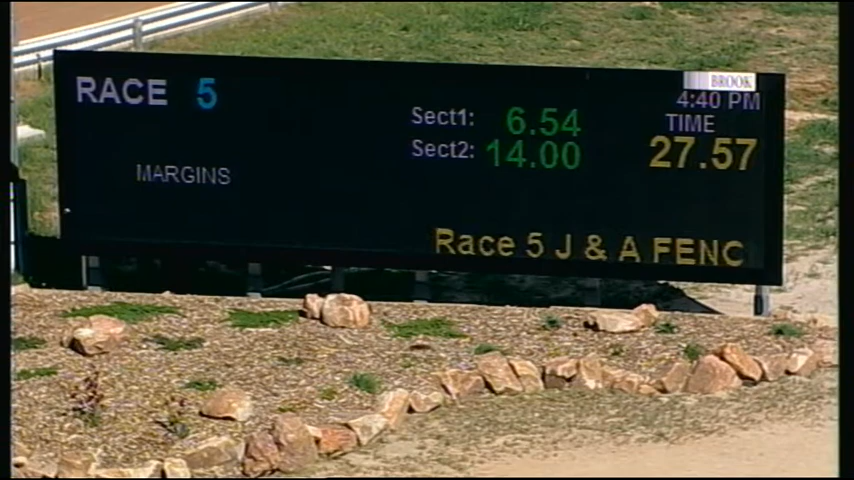 BROOK
RACE 5
4:40 PM
Sect1: 6.54
TIME
Sect2: 14.00
27.57
MARGINS
Race 5 J & A FENC